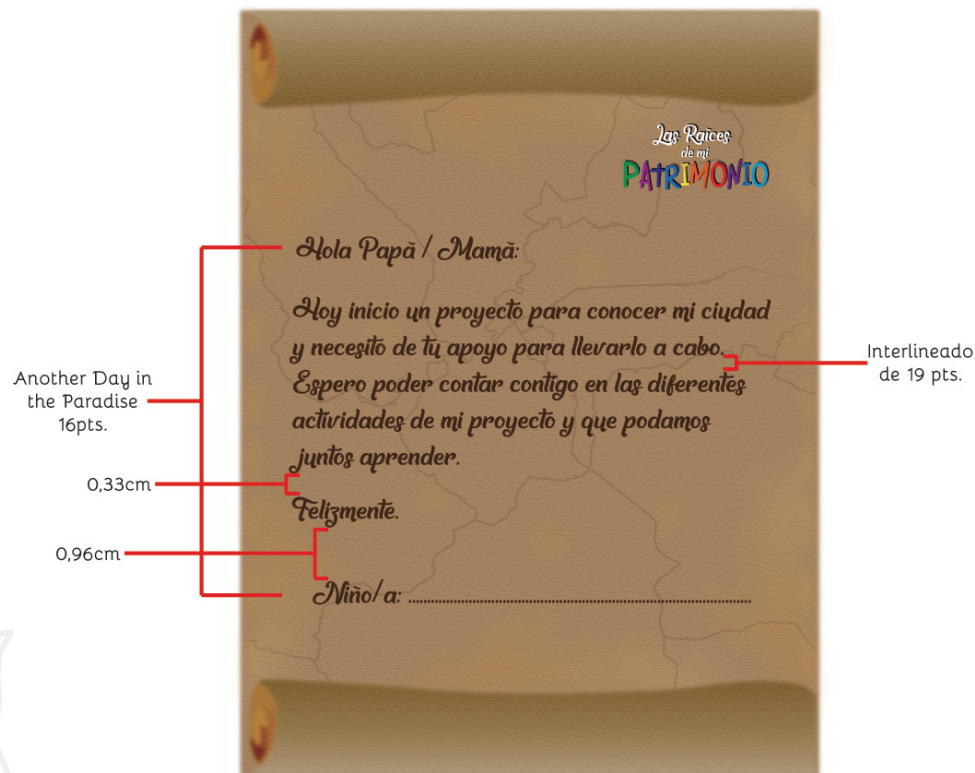 Las Raíces
de mi
PATRIMONIO
Hola Papá / Mamá:
Hoy inicio un proyecto para conocer mi ciudad
y necesito de tu apoyo para llevarlo a cabo.
Espero poder contar contigo en las diferentes
actividades de mi proyecto y que podamos
juntos aprender.
Felizmente.
Niño/a: ......................................................................
Another Day in
the Paradise
16pts.
0,33cm
0,96cm
Interlineado
de 19 pts.